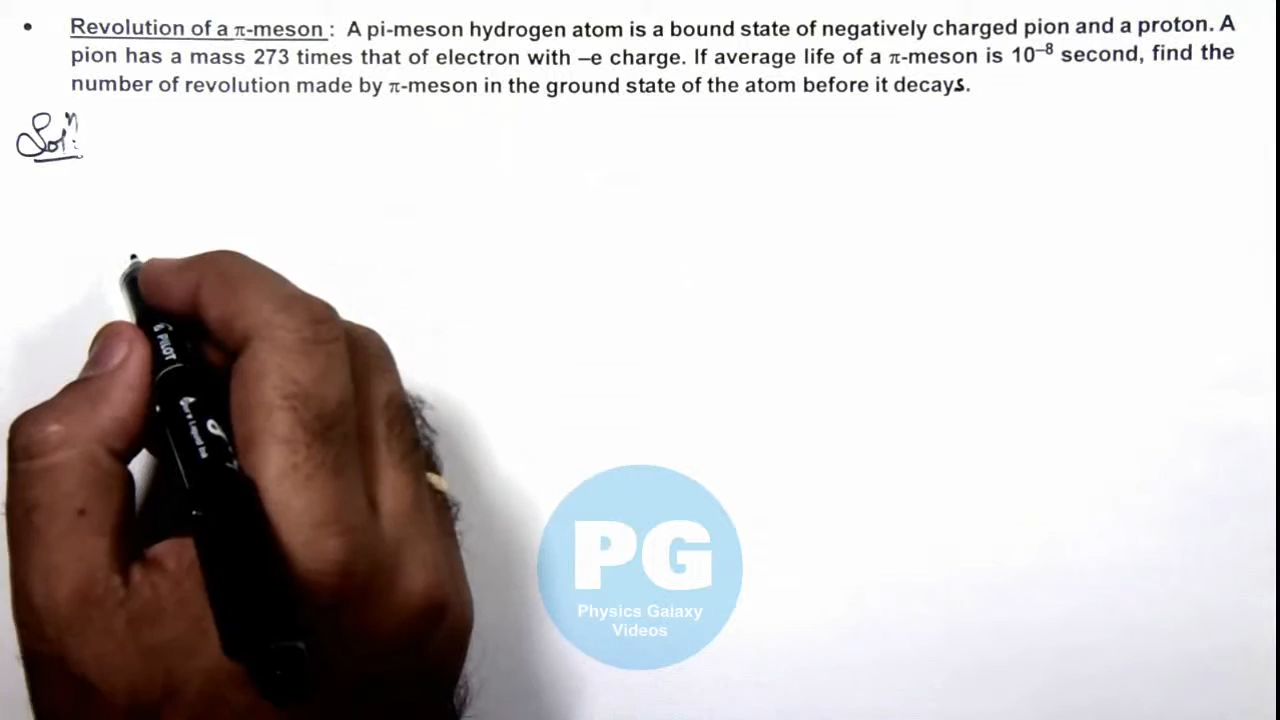 • Revolution of a π-meson : A pi-meson hydrogen atom is a bound state of negatively charged pion and a proton. A
pion has a mass 273 times that of electron with –e charge. If average life of a π-meson is 10⁻⁸ second, find the
number of revolution made by π-meson in the ground state of the atom before it decays.
Solⁿ:
PILOT
PG
Physics Galaxy
Videos